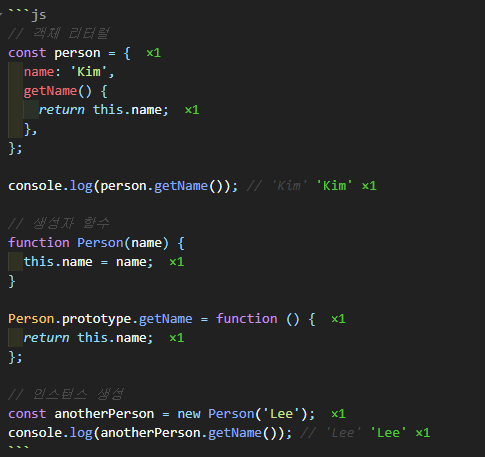 ```js
// 객체 리터럴
const person = { ×1
name: 'Kim',
getName() {
return this.name; ×1
},
};
console.log(person.getName()); // 'Kim' 'Kim' ×1
// 생성자 함수
function Person(name) {
this.name = name; ×1
}
Person.prototype.getName = function () { ×1
return this.name; ×1
};
// 인스턴스 생성
const anotherPerson = new Person('Lee'); ×1
console.log(anotherPerson.getName()); // 'Lee' 'Lee' ×1
```